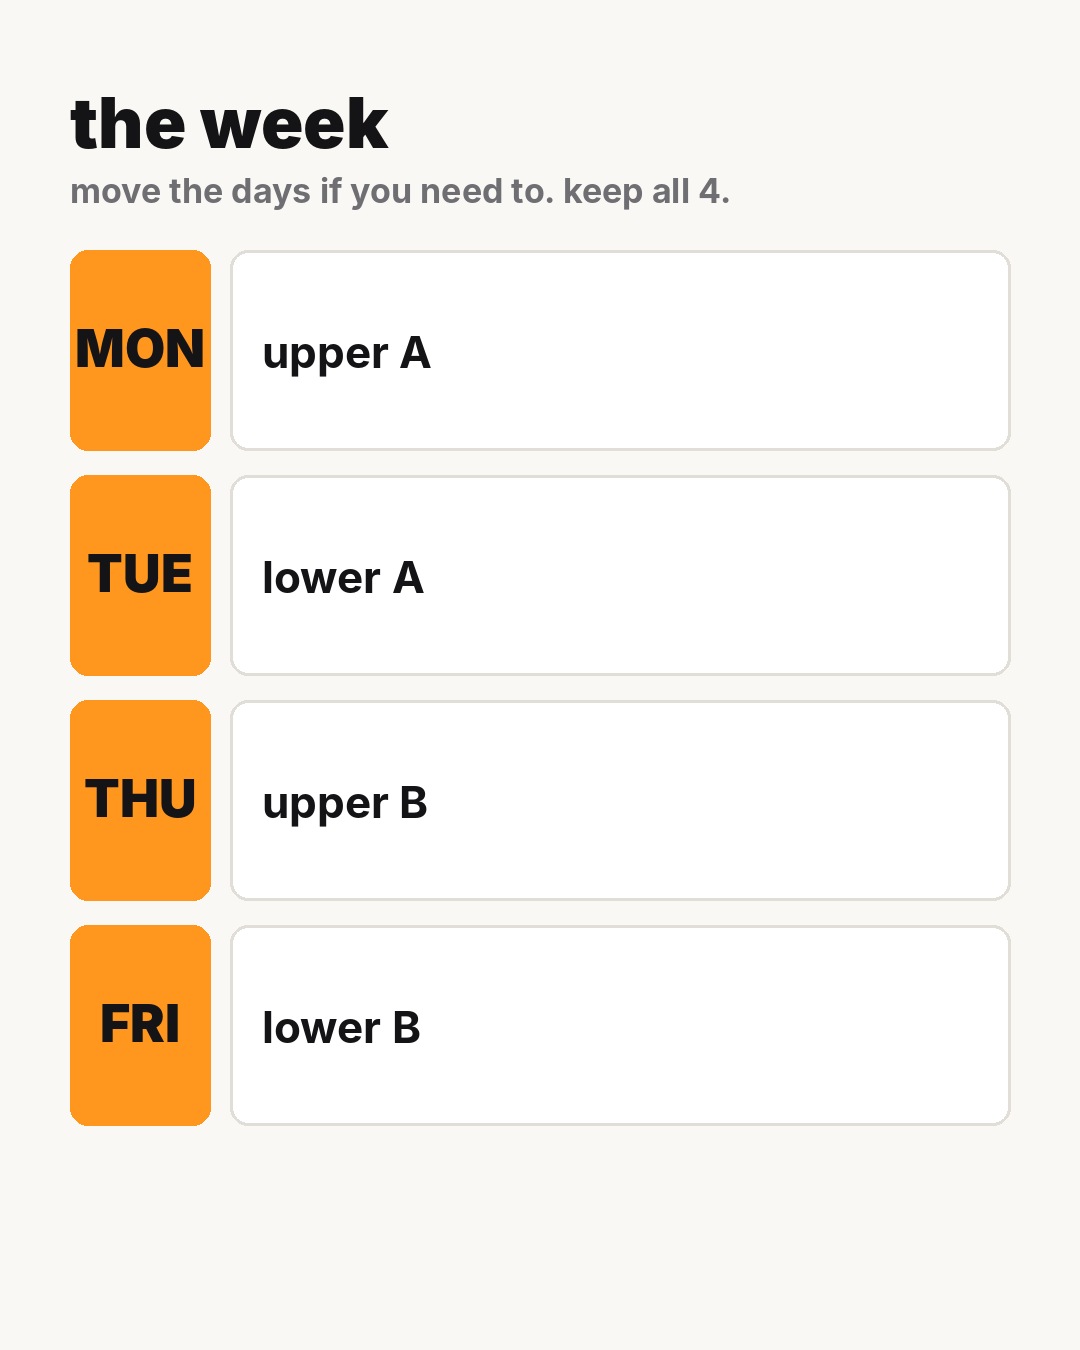 the week
move the days if you need to. keep all 4.
MON
upper A
TUE
lower A
THU
upper B
FRI
lower B